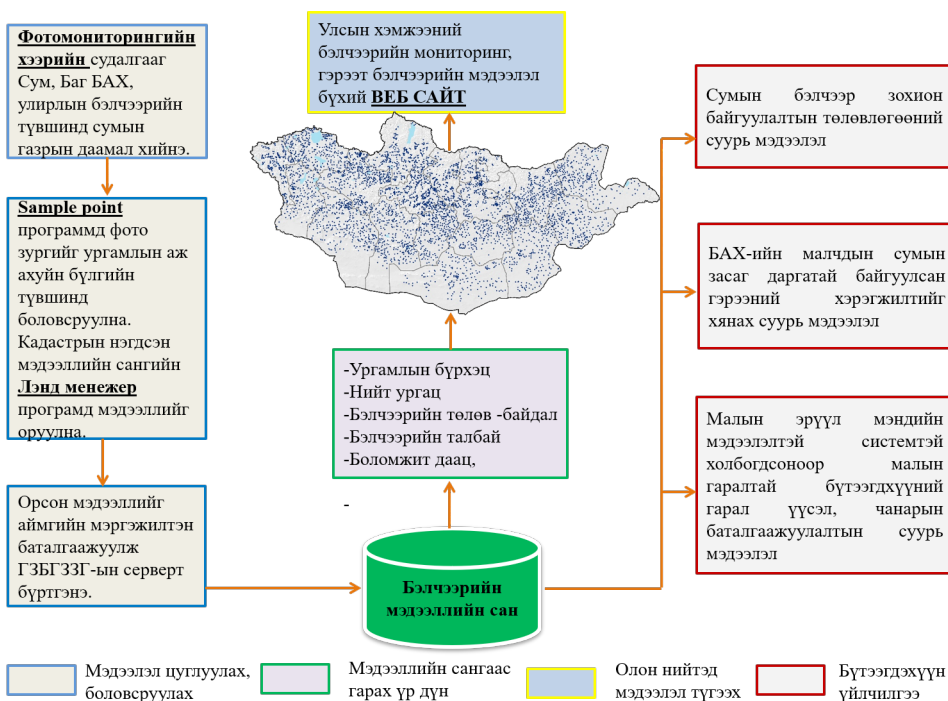 Фотомониторингийн
хээрийн судалгааг
Сум, Баг БАХ,
улирлын бэлчээрийн
түвшинд сумын
газрын даамал хийнэ.
Sample point
программд фото
зургийг ургамлын аж
ахуйн бүлгийн
түвшинд
боловсруулна.
Кадастрын нэгдсэн
мэдээллийн сангийн
Лэнд менежер
програмд мэдээллийг
оруулна.
Орсон мэдээллийг
аймгийн мэргэжилтэн
баталгаажуулж
ГЗБГЗЗГ-ын серверт
бүртгэнэ.
Улсын хэмжээний
бэлчээрийн мониторинг,
гэрээт бэлчээрийн мэдээлэл
бүхий ВЕБ САЙТ
-Ургамлын бүрхэц
-Нийт ургац
-Бэлчээрийн төлөв -байдал
-Бэлчээрийн талбай
-Боломжит даац,
-
Бэлчээрийн
мэдээллийн сан
Сумын бэлчээр зохион
байгуулалтын төлөвлөгөөний
суурь мэдээлэл
БАХ-ийн малчдын сумын
засаг даргатай байгуулсан
гэрээний хэрэгжилтийг
хянах суурь мэдээлэл
Малын эрүүл мэндийн
мэдээлэлтэй системтэй
холбогдсоноор малын
гаралтай бүтээгдхүүний
гарал үүсэл, чанарын
баталгаажуулалтын суурь
мэдээлэл
Мэдээлэл цуглуулах,
боловсруулах
Мэдээллийн сангаас
гарах үр дүн
Олон нийтэд
мэдээлэл түгээх
Бүтээгдэхүүн
үйлчилгээ